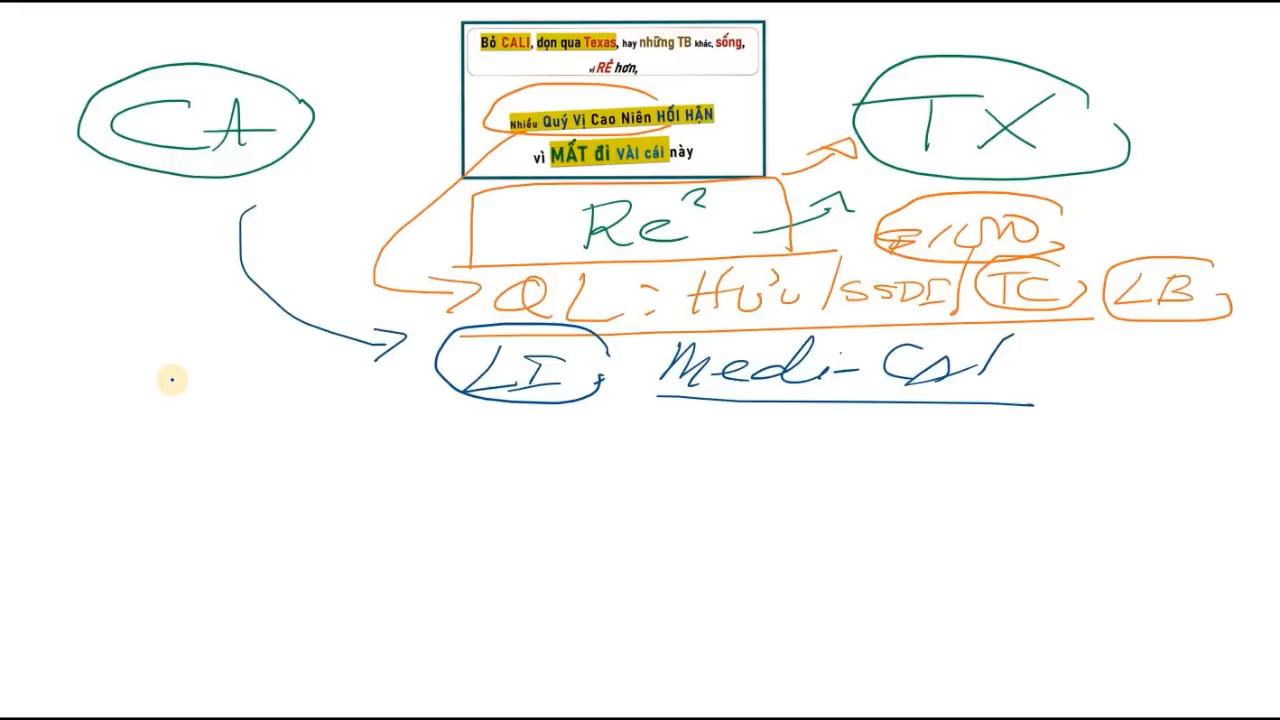 Bỏ CALI, dọn qua Texas, hay những TB khác, sống,
vì RẺ hơn,
Nhiều Quý Vị Cao Niên HỐI HẬN
vì MẤT đi VÀI cái này
CA
TX
Re²
QL : Hưu / SSDI / TC, LB,
LI, Medi-Cal